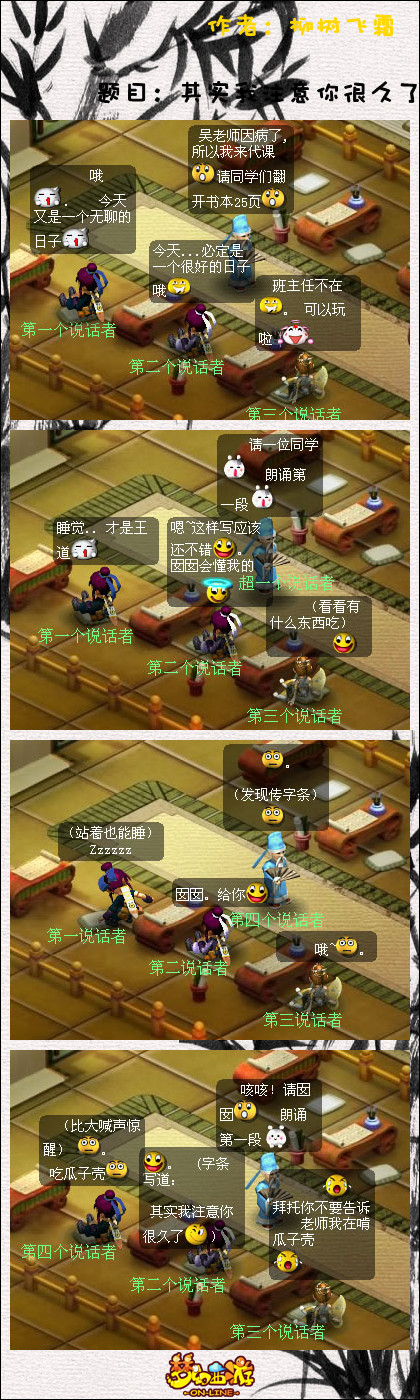 作者：柳树飞霜
题目：其实我注意你很久了
吴老师因病了，
所以我来代课
请同学们翻
开书本25页
哦
. 今天
又是一个无聊的
日子
今天...必定是
一个很好的日子
哦
班主任不在
。可以玩
啦
第一个说话者
第二个说话者
第三个说话者
请一位同学
朗诵第
一段
睡觉..才是王
道
嗯~这样写应该
还不错。
囡囡会懂我的
超一个说话者
（看看有
什么东西吃）
第一个说话者
第二个说话者
第三个说话者
。
（发现传字条）
（站着也能睡）
Zzzzzz
囡囡。给你
第四个说话者
第一说话者
哦~。
第二说话者
第三说话者
咳咳！请囡
囡 朗诵
第一段
（比大喊声惊
醒）。
吃瓜子壳
。（字条
写道：
其实我注意你
很久了）
拜托你不要告诉
老师我在啃
瓜子壳
第四个说话者
第二个说话者
第三个说话者
梦幻西游
-ON-LINE-